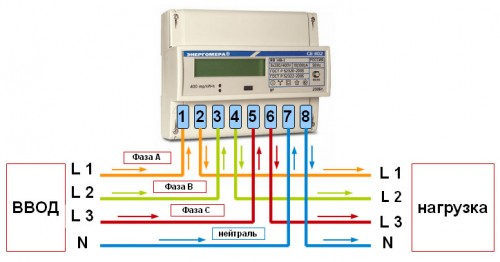 ЭНЕРГОМЕРА
1 2 3 4 5 6 7 8
L 1 Фаза А L 1
L 2 Фаза В L 2
ВВОД нагрузка
L 3 Фаза С L 3
N нейтраль N